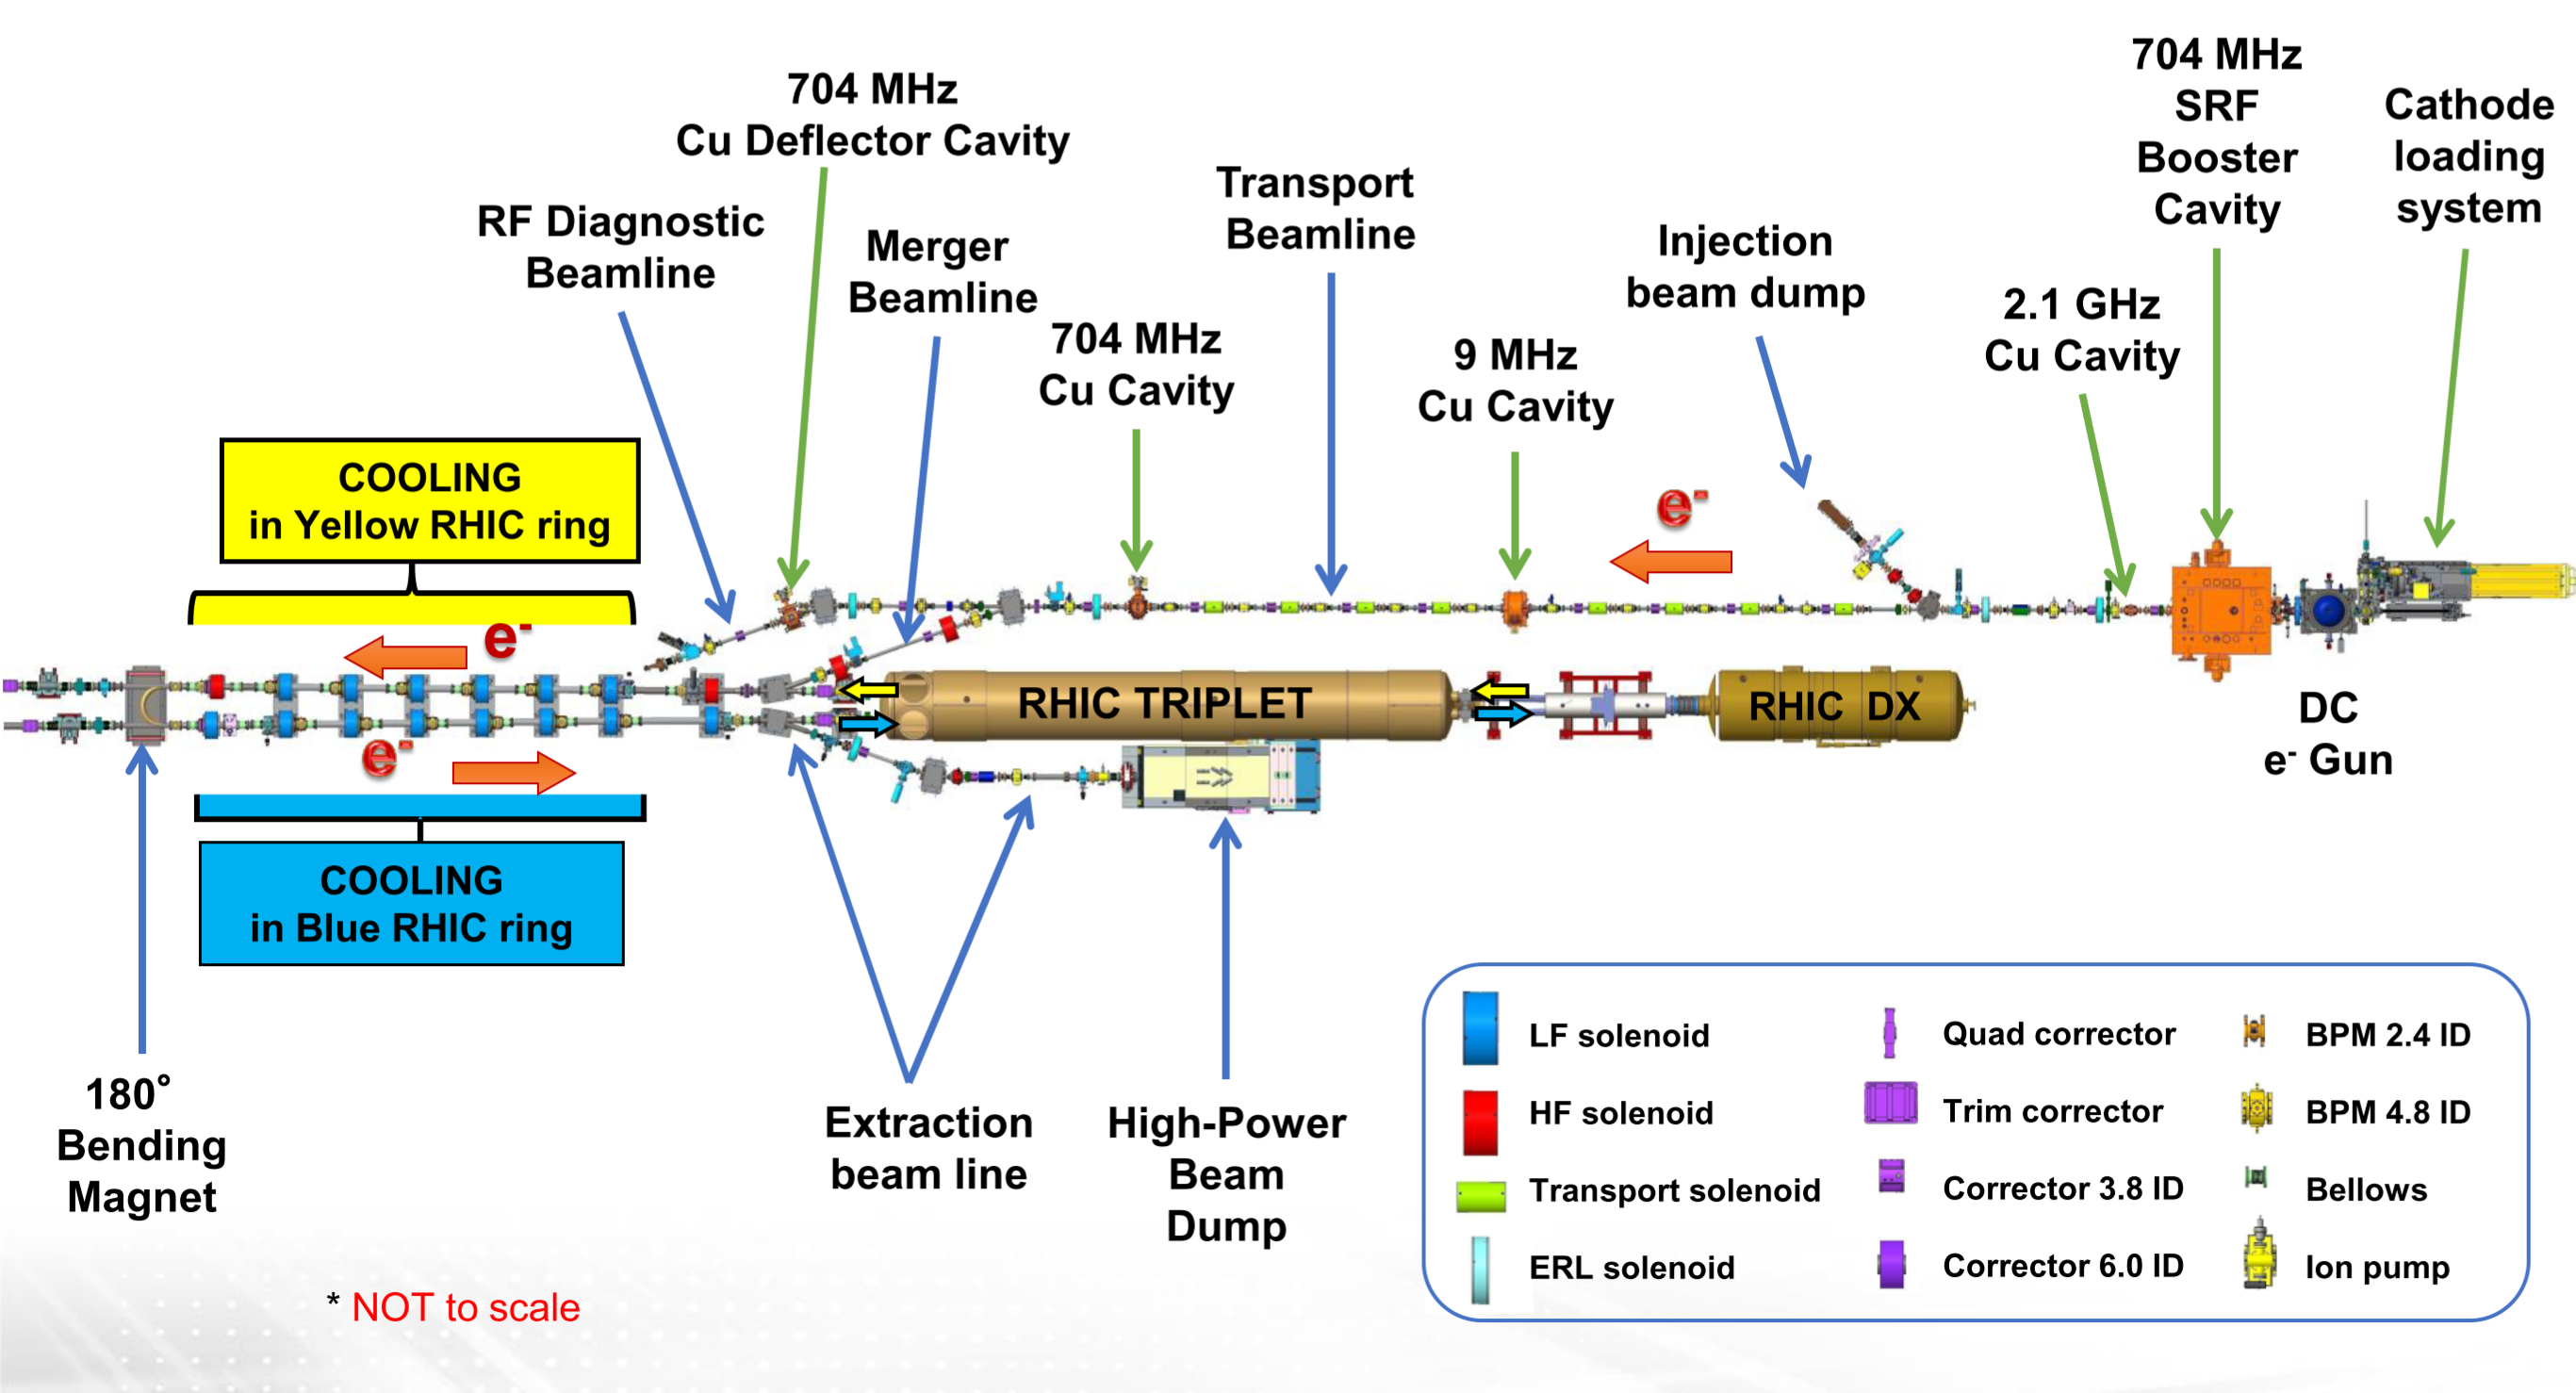 704 MHz
Cu Deflector Cavity
RF Diagnostic
Beamline
Merger
Beamline
704 MHz
Cu Cavity
Transport
Beamline
9 MHz
Cu Cavity
Injection
beam dump
2.1 GHz
Cu Cavity
704 MHz
SRF
Booster
Cavity
Cathode
loading
system
COOLING
in Yellow RHIC ring
e-
e-
e-
RHIC TRIPLET
RHIC DX
DC
e- Gun
COOLING
in Blue RHIC ring
180°
Bending
Magnet
Extraction
beam line
High-Power
Beam
Dump
LF solenoid
HF solenoid
Transport solenoid
ERL solenoid
Quad corrector
Trim corrector
Corrector 3.8 ID
Corrector 6.0 ID
BPM 2.4 ID
BPM 4.8 ID
Bellows
Ion pump
* NOT to scale